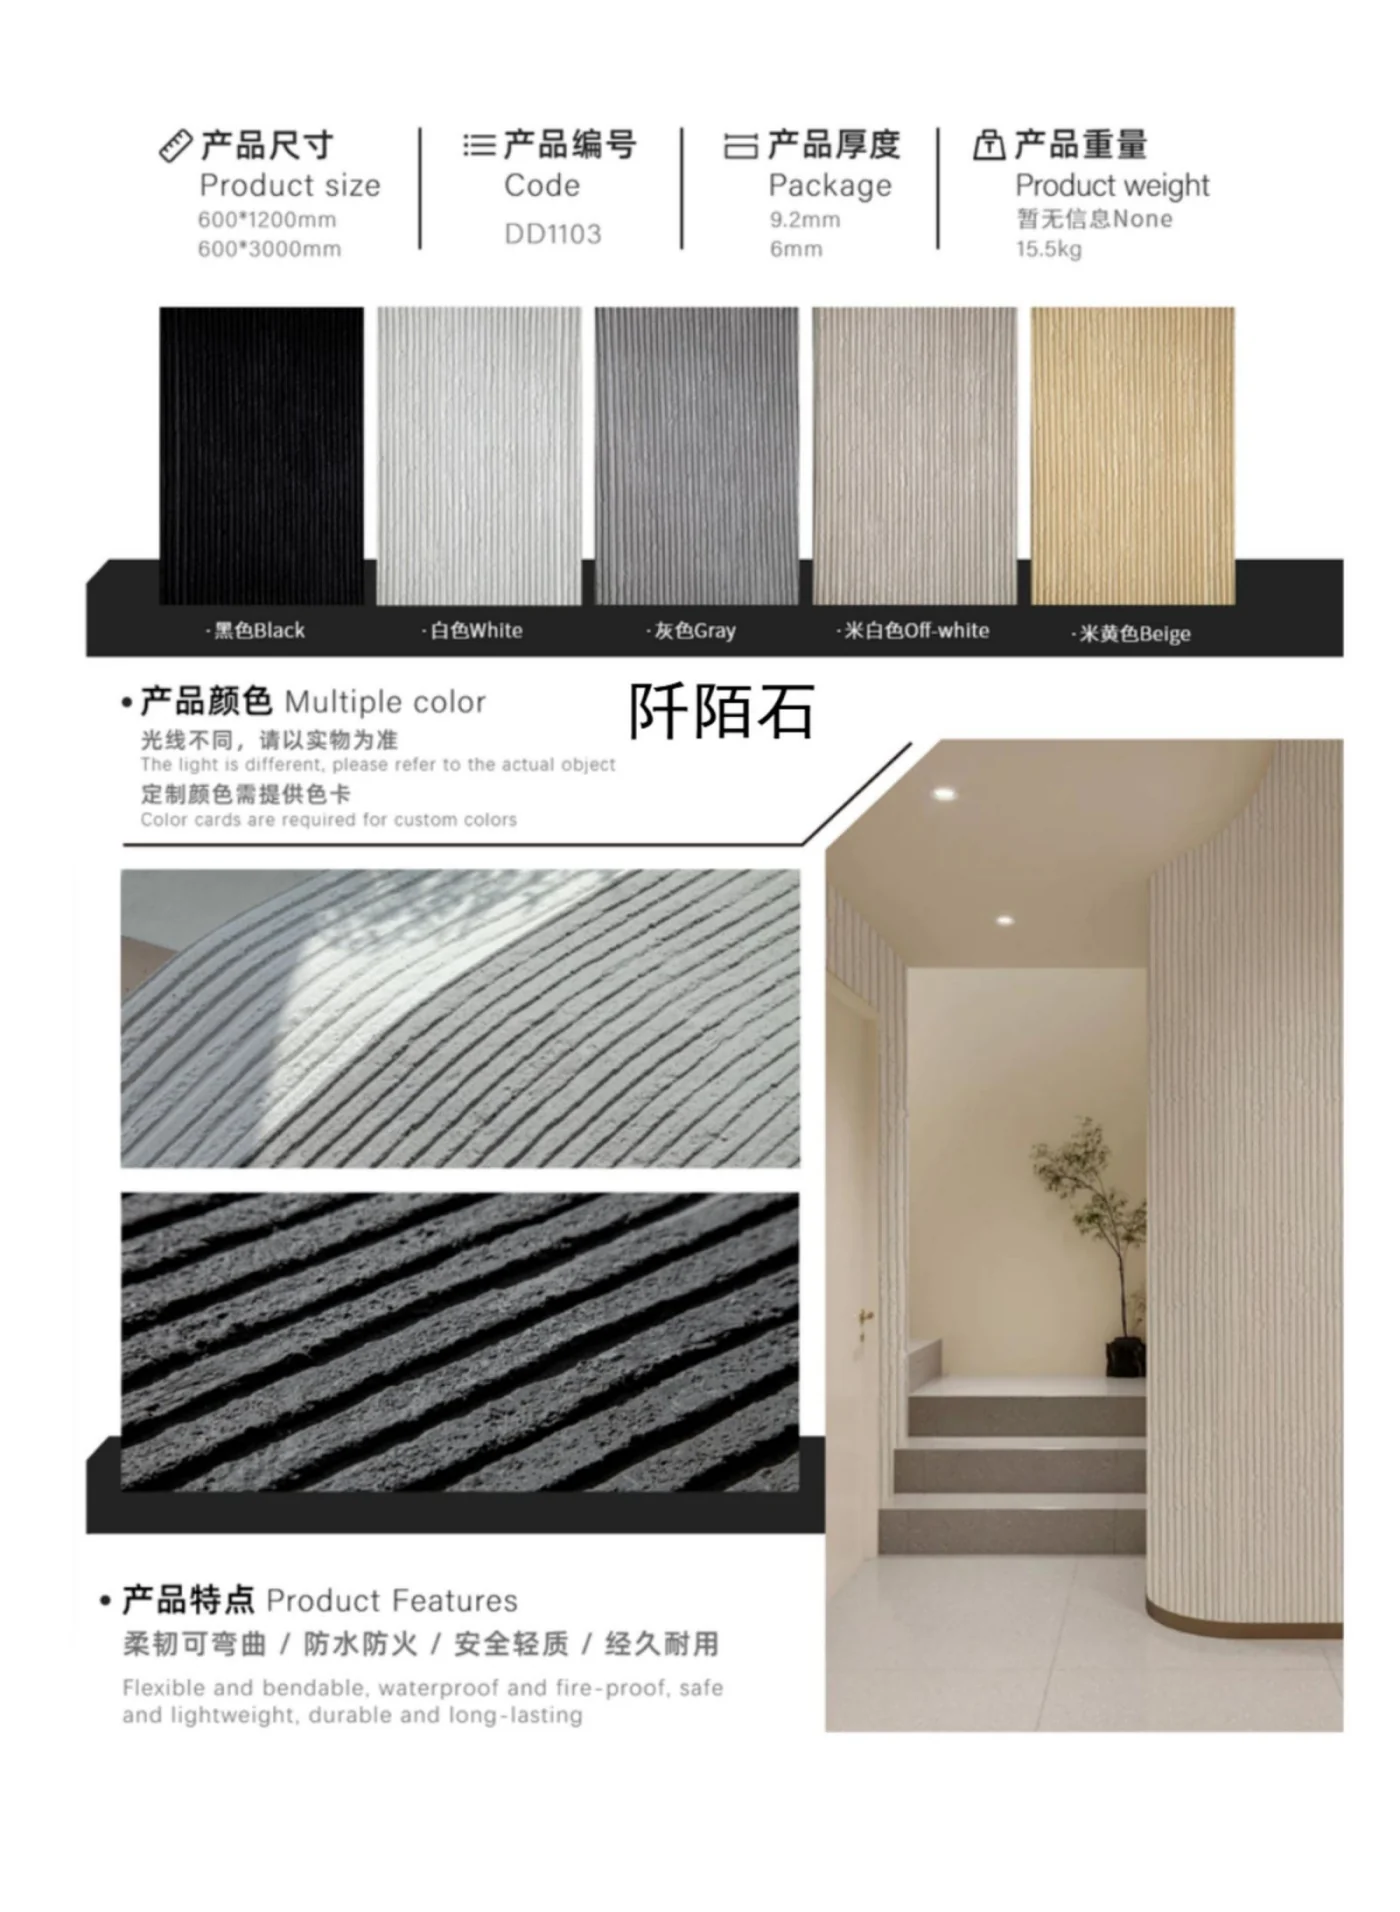 产品尺寸
Product size
600*1200mm
600*3000mm
产品编号
Code
DD1103
产品厚度
Package
9.2mm
6mm
产品重量
Product weight
暂无信息None
15.5kg
·黑色Black
·白色White
·灰色Gray
·米白色Off-white
·米黄色Beige
•产品颜色 Multiple color
光线不同，请以实物为准
The light is different, please refer to the actual object
定制颜色需提供色卡
Color cards are required for custom colors
阡陌石
•产品特点 Product Features
柔韧可弯曲 / 防水防火 / 安全轻质 / 经久耐用
Flexible and bendable, waterproof and fire-proof, safe
and lightweight, durable and long-lasting